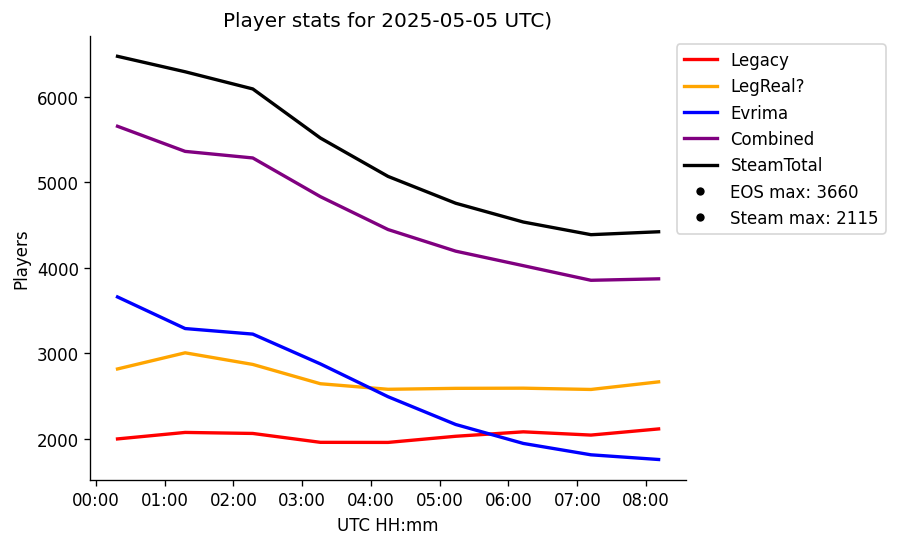 Player stats for 2025-05-05 UTC)
Legacy
LegReal?
Evrima
Combined
SteamTotal
EOS max: 3660
Steam max: 2115
Players
6000
5000
4000
3000
2000
00:00 01:00 02:00 03:00 04:00 05:00 06:00 07:00 08:00
UTC HH:mm